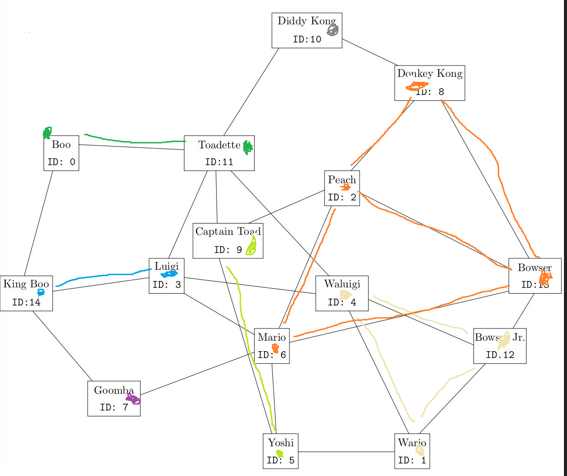 Diddy Kong
ID:10
Donkey Kong
ID: 8
Boo
ID: 0
Toadette
ID:11
Peach
ID: 2
Captain Toad
ID: 9
Luigi
ID: 3
King Boo
ID:14
Waluigi
ID: 4
Bowser
ID:13
Mario
ID: 6
Bowser Jr.
ID.12
Goomba
ID: 7
Yoshi
ID: 5
Wario
ID: 1